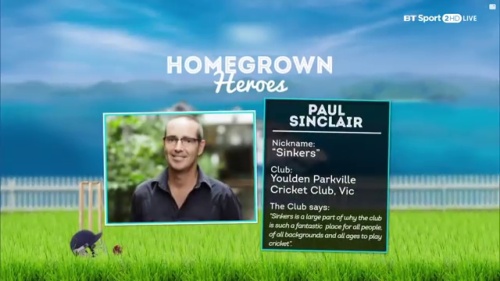 BT Sport 2HD LIVE
HOMEGROWN
Heroes
PAUL
SINCLAIR
Nickname:
"Sinkers"
Club:
Youlden Parkville
Cricket Club, Vic
The Club says:
"Sinkers is a large part of why the club
is such a fantastic place for all people,
of all backgrounds and all ages to play
cricket".